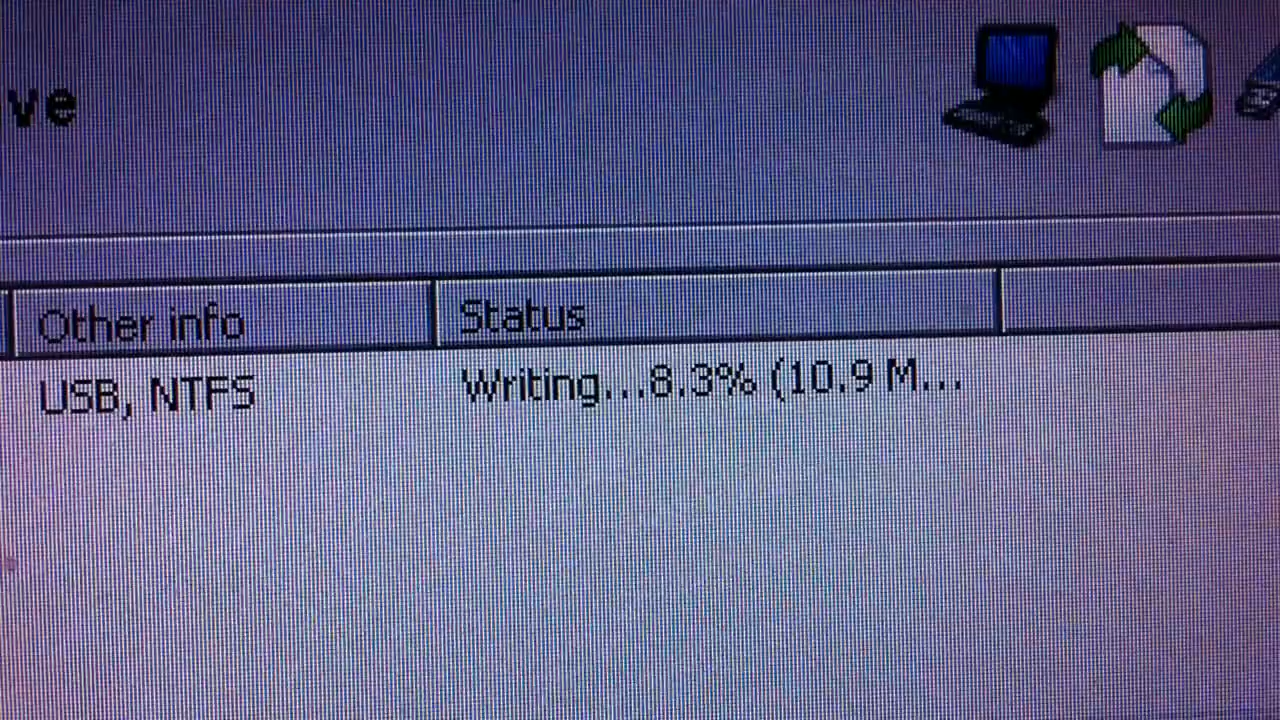 ve
Other info Status
USB, NTFS Writing...8.3% (10.9 M...